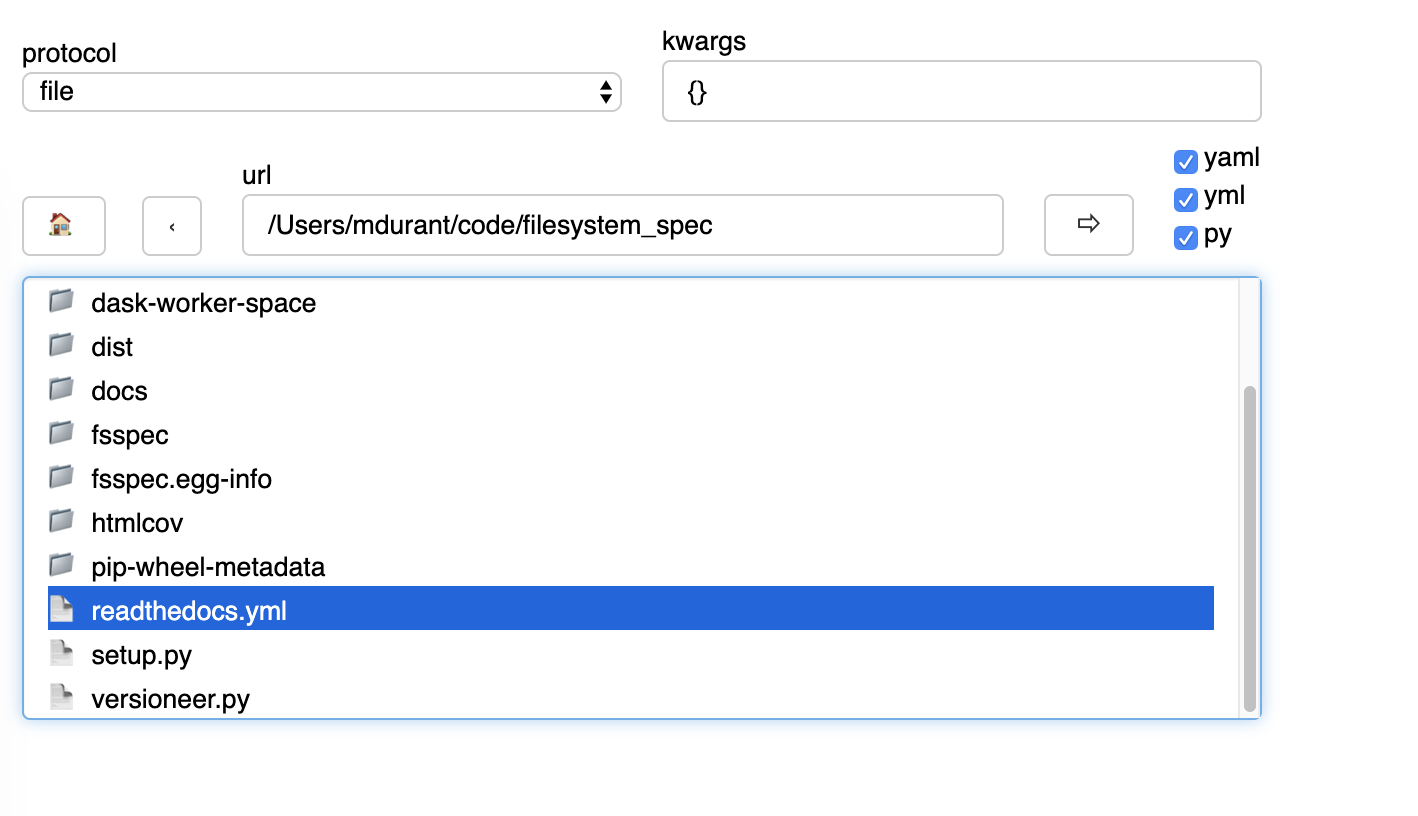 protocol
kwargs
file
{}
url
yaml
yml
py
‹
/Users/mdurant/code/filesystem_spec
⇨
dask-worker-space
dist
docs
fsspec
fsspec.egg-info
htmlcov
pip-wheel-metadata
readthedocs.yml
setup.py
versioneer.py